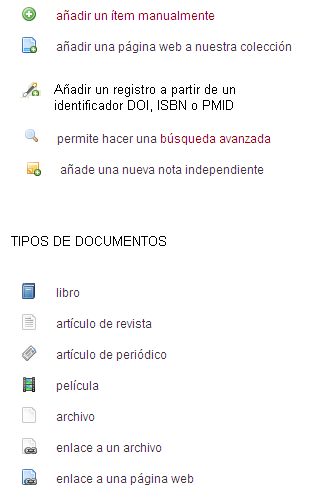 añadir un ítem manualmente
añadir una página web a nuestra colección
Añadir un registro a partir de un
identificador DOI, ISBN o PMID
permite hacer una búsqueda avanzada
añade una nueva nota independiente
TIPOS DE DOCUMENTOS
libro
artículo de revista
artículo de periódico
película
archivo
enlace a un archivo
enlace a una página web